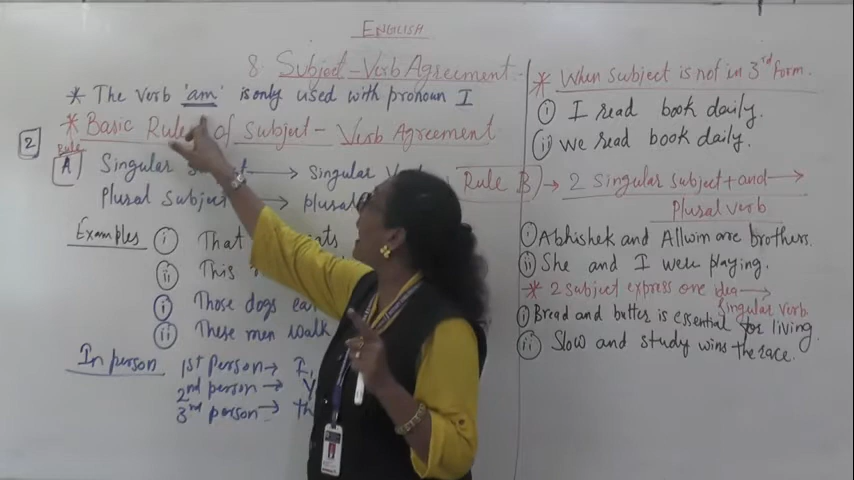 ENGLISH
8. Subject-Verb Agreement
* The verb 'am' is only used with pronoun I
* Basic Rules of Subject-Verb Agreement
2
Rule
A Singular → Singular
Plural Subject → plural
Examples (i) That
(ii) This
(i) Those dogs
(ii) These men walk
In person 1st person → I,
2nd person →
3rd person →
* When subject is not in 3rd form.
(i) I read book daily.
(ii) we read book daily.
Rule B) → 2 Singular subject + and →
plural verb
(i) Abhishek and Allwin are brothers.
(ii) She and I were playing.
* 2 Subject express one idea →
Singular verb.
(i) Bread and butter is essential for living.
(ii) Slow and study wins the race.